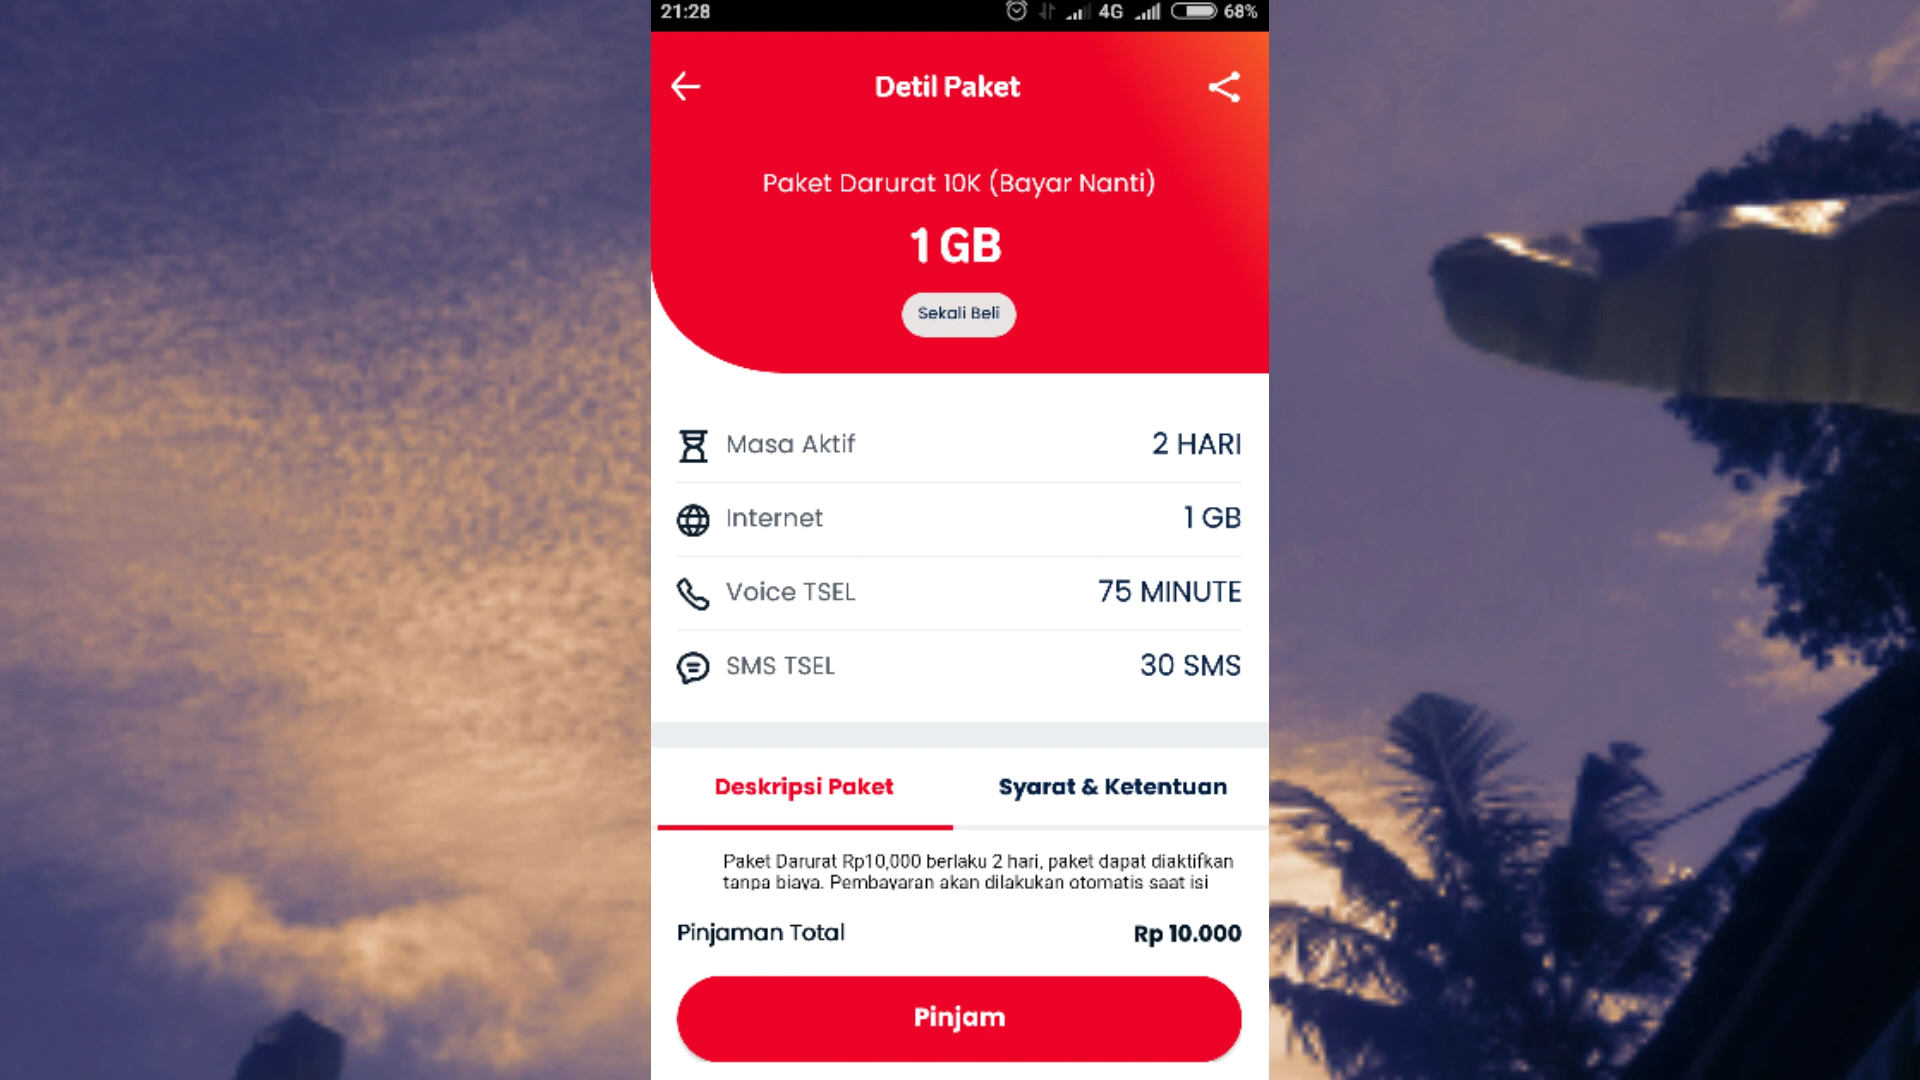 21:28 4G 68%
Detil Paket
Paket Darurat 10K (Bayar Nanti)
1 GB
Sekali Beli
Masa Aktif 2 HARI
Internet 1 GB
Voice TSEL 75 MINUTE
SMS TSEL 30 SMS
Deskripsi Paket Syarat & Ketentuan
Paket Darurat Rp10,000 berlaku 2 hari, paket dapat diaktifkan
tanpa biaya. Pembayaran akan dilakukan otomatis saat isi
Pinjaman Total Rp 10.000
Pinjam